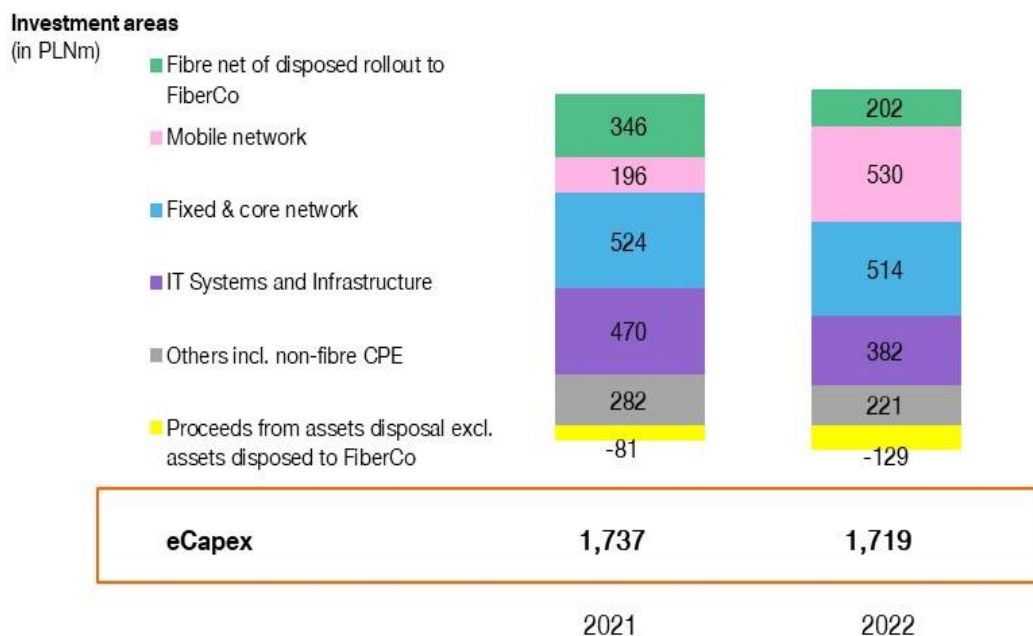 Investment areas
(in PLNm)
Fibre net of disposed rollout to
FiberCo
Mobile network
Fixed & core network
IT Systems and Infrastructure
Others incl. non-fibre CPE
Proceeds from assets disposal excl.
assets disposed to FiberCo
346
196
524
470
282
-81
202
530
514
382
221
-129
eCapex 1,737 1,719
2021 2022